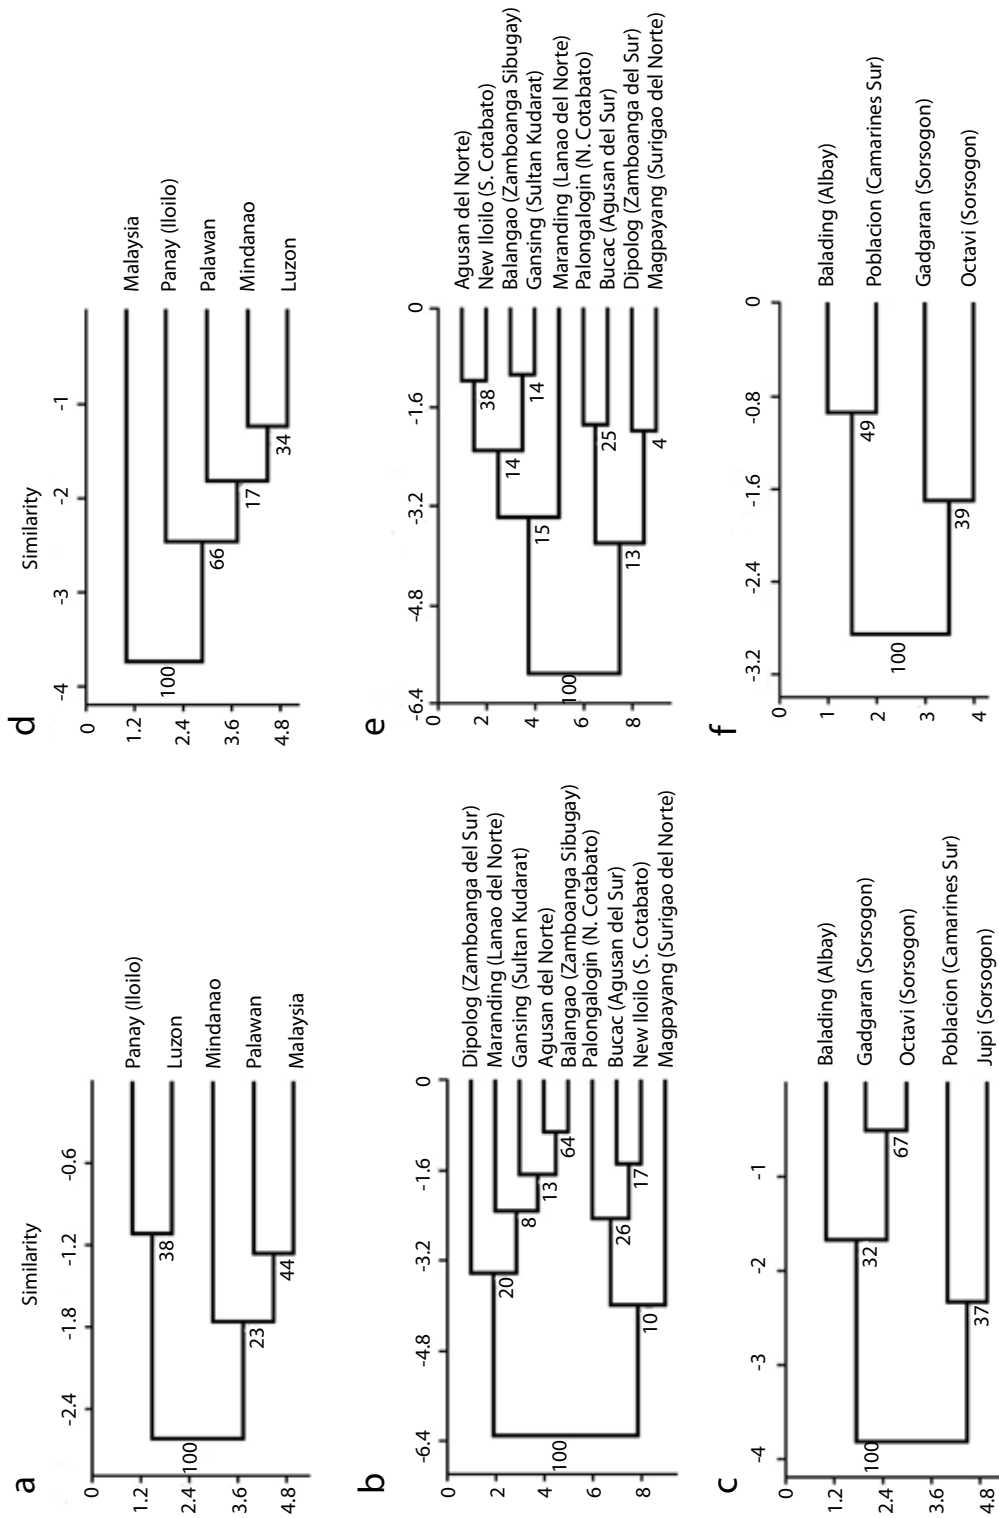 a
Similarity
-2.4 -1.8 -1.2 -0.6
0
1.2
2.4
3.6
4.8
100
38
23
44
Panay (Iloilo)
Luzon
Mindanao
Palawan
Malaysia
b
-6.4 -4.8 -3.2 -1.6 0
0
2
4
6
8
100
20
8
13
64
26
17
10
Dipolog (Zamboanga del Sur)
Maranding (Lanao del Norte)
Gansing (Sultan Kudarat)
Agusan del Norte)
Balangao (Zamboanga Sibugay)
Palongalogin (N. Cotabato)
Bucac (Agusan del Sur)
New Iloilo (S. Cotabato)
Magpayang (Surigao del Norte)
c
-4 -3 -2 -1
0
1.2
2.4
3.6
4.8
100
32
67
37
Balading (Albay)
Gadgaran (Sorsogon)
Octavi (Sorsogon)
Poblacion (Camarines Sur)
Jupi (Sorsogon)
d
Similarity
-4 -3 -2 -1
0
1.2
2.4
3.6
4.8
100
66
17
34
Malaysia
Panay (Iloilo)
Palawan
Mindanao
Luzon
e
-6.4 -4.8 -3.2 -1.6 0
0
2
4
6
8
100
15
14
38
14
13
25
4
Agusan del Norte)
New Iloilo (S. Cotabato)
Balangao (Zamboanga Sibugay)
Gansing (Sultan Kudarat)
Maranding (Lanao del Norte)
Palongalogin (N. Cotabato)
Bucac (Agusan del Sur)
Dipolog (Zamboanga del Sur)
Magpayang (Surigao del Norte)
f
-3.2 -2.4 -1.6 -0.8 0
0
1
2
3
4
100
49
39
Balading (Albay)
Poblacion (Camarines Sur)
Gadgaran (Sorsogon)
Octavi (Sorsogon)